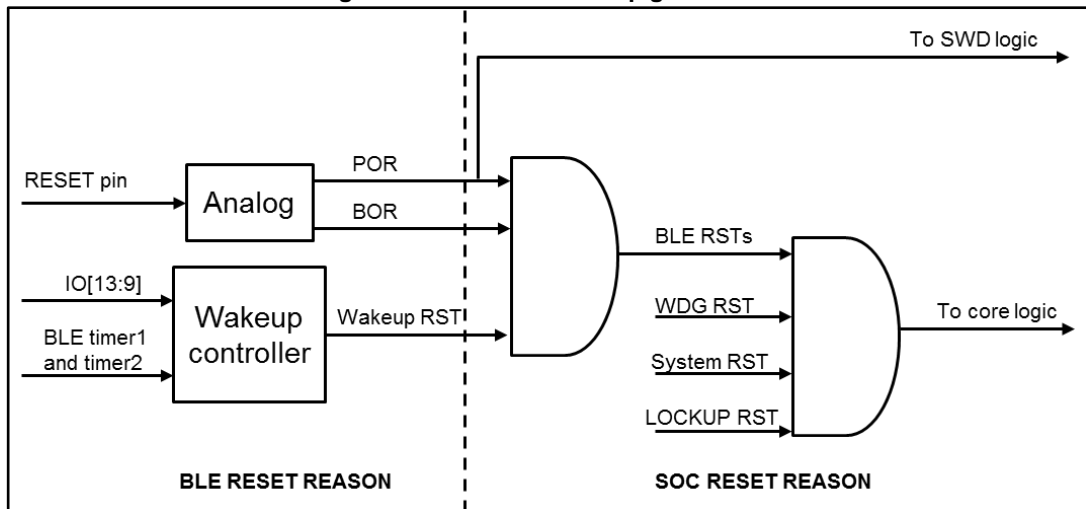 To SWD logic
RESET pin
Analog
POR
BOR
BLE RSTs
IO[13:9]
BLE timer1
and timer2
Wakeup
controller
Wakeup RST
WDG RST
System RST
LOCKUP RST
To core logic
BLE RESET REASON
SOC RESET REASON